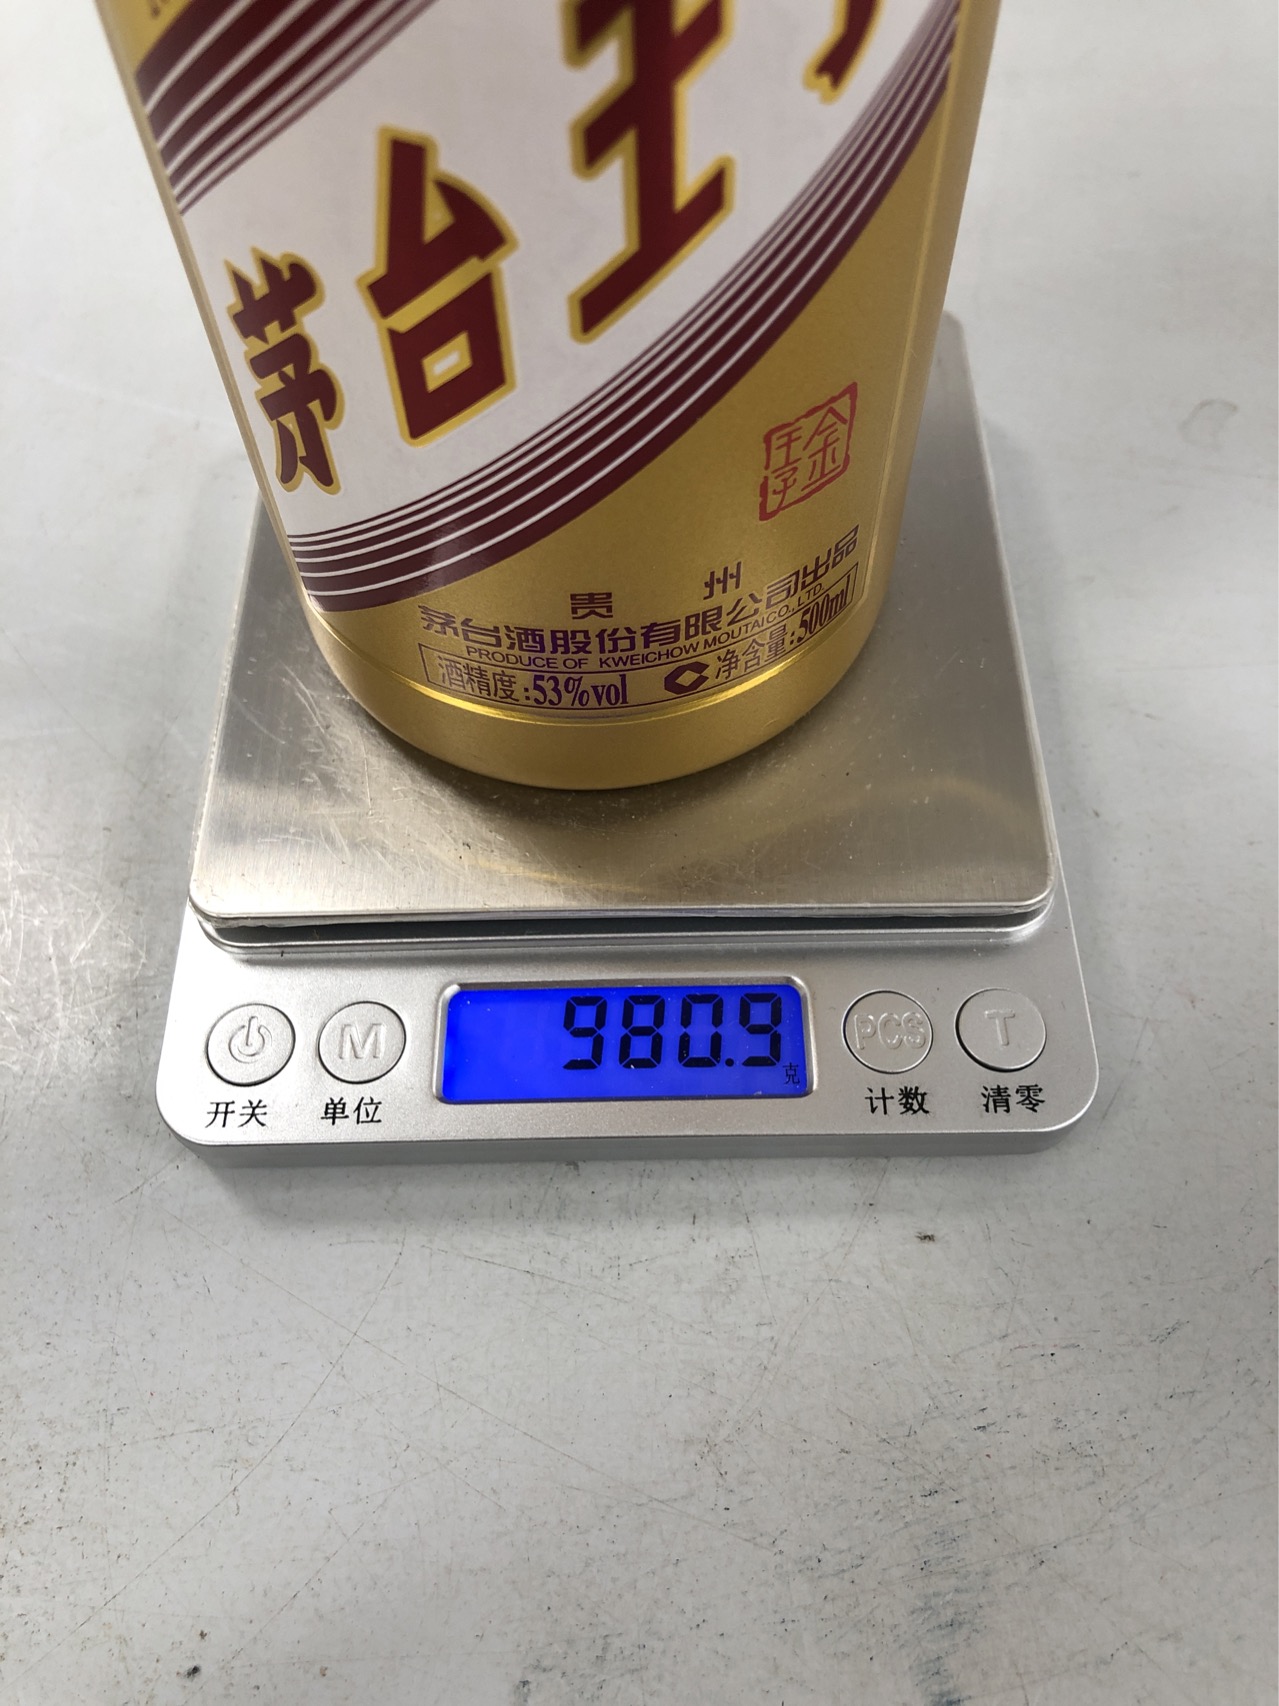 茅台王
金王子
贵州
茅台酒股份有限公司出品
PRODUCE OF KWEICHOW MOUTAI CO., LTD.
酒精度:53%vol 净含量:500ml
980.9
克
M PCS T
开关 单位 计数 清零